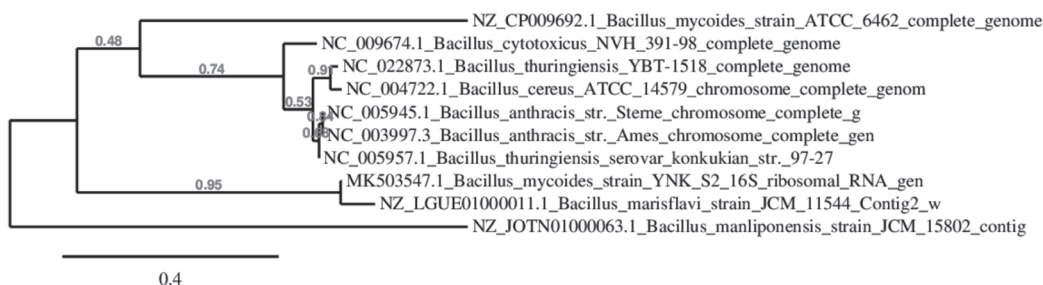 NZ_CP009692.1_Bacillus_mycoides_strain_ATCC_6462_complete_genome
0.48
NC_009674.1_Bacillus_cytotoxicus_NVH_391-98_complete_genome
0.74
NC_022873.1_Bacillus_thuringiensis_YBT-1518_complete_genome
NC_004722.1_Bacillus_cereus_ATCC_14579_chromosome_complete_genom
0.53
NC_005945.1_Bacillus_anthracis_str._Sterne_chromosome_complete_g
NC_003997.3_Bacillus_anthracis_str._Ames_chromosome_complete_gen
NC_005957.1_Bacillus_thuringiensis_serovar_konkukian_str._97-27
0.95
MK503547.1_Bacillus_mycoides_strain_YNK_S2_16S_ribosomal_RNA_gen
NZ_LGUE01000011.1_Bacillus_marisflavi_strain_JCM_11544_Contig2_w
NZ_JOTN01000063.1_Bacillus_manliponensis_strain_JCM_15802_contig
0.4